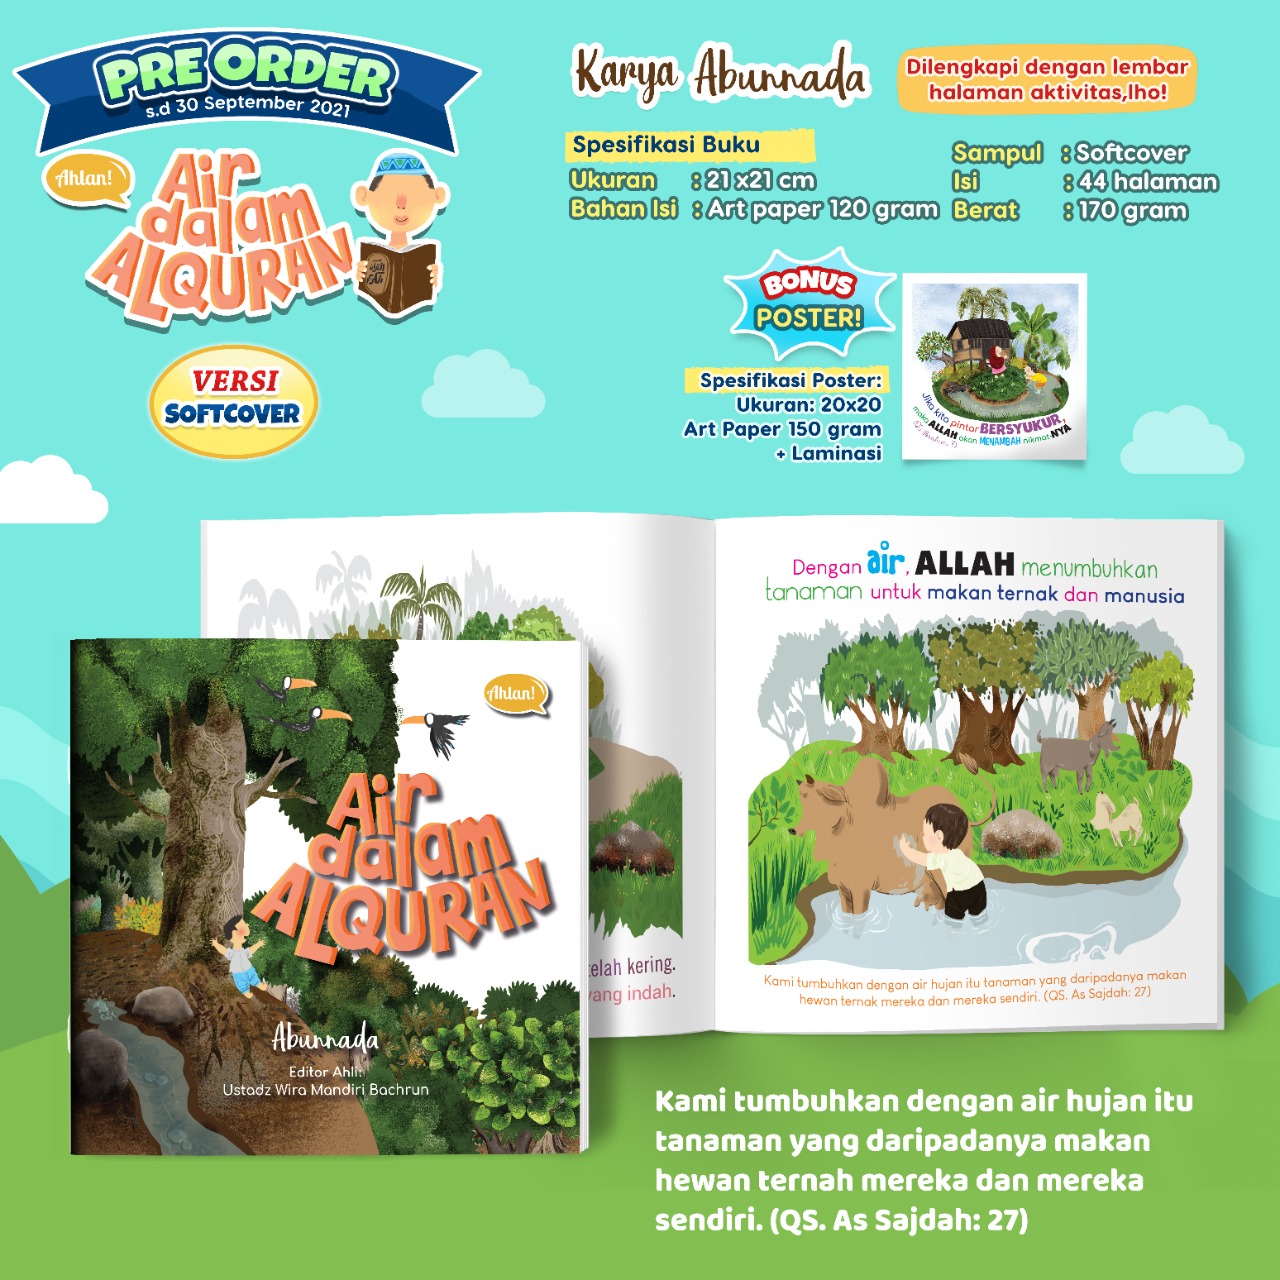 PRE ORDER
s.d 30 September 2021
Ahlan!
Air
dalam
ALQURAN
VERSI
SOFTCOVER
Karya Abunnada
Dilengkapi dengan lembar
halaman aktivitas,lho!
Spesifikasi Buku
Ukuran : 21 x21 cm
Bahan Isi : Art paper 120 gram
Sampul : Softcover
Isi : 44 halaman
Berat : 170 gram
BONUS
POSTER!
Spesifikasi Poster:
Ukuran: 20x20
Art Paper 150 gram
+ Laminasi
Jika kita pintar BERSYUKUR,
maka ALLAH akan MENAMBAH nikmat-NYA
Dengan air, ALLAH menumbuhkan
tanaman untuk makan ternak dan manusia
Kami tumbuhkan dengan air hujan itu tanaman yang daripadanya makan
hewan ternak mereka dan mereka sendiri. (QS. As Sajdah: 27)
telah kering.
yang indah.
Ahlan!
Air
dalam
ALQURAN
Abunnada
Editor Ahli:
Ustadz Wira Mandiri Bachrun
Kami tumbuhkan dengan air hujan itu
tanaman yang daripadanya makan
hewan ternah mereka dan mereka
sendiri. (QS. As Sajdah: 27)